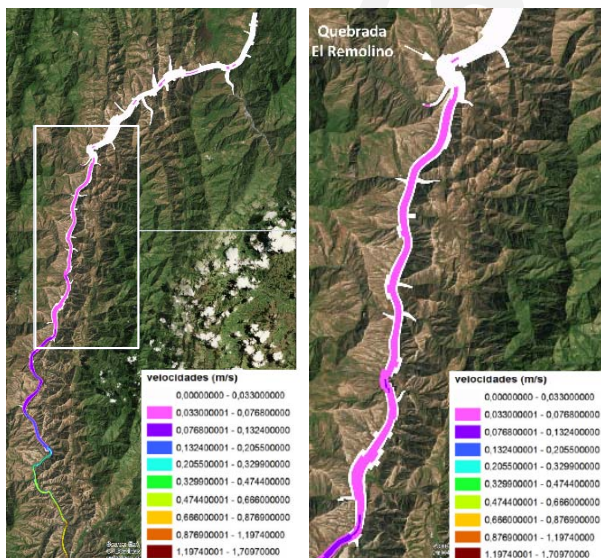 Quebrada
El Remolino
velocidades (m/s)
0,00000000 - 0,033000000
0,033000001 - 0,076800000
0,076800001 - 0,132400000
0,132400001 - 0,205500000
0,205500001 - 0,329900000
0,329900001 - 0,474400000
0,474400001 - 0,666000000
0,666000001 - 0,876900000
0,876900001 - 1,19740000
1,19740001 - 1,70970000
velocidades (m/s)
0,00000000 - 0,033000000
0,033000001 - 0,076800000
0,076800001 - 0,132400000
0,132400001 - 0,205500000
0,205500001 - 0,329900000
0,329900001 - 0,474400000
0,474400001 - 0,666000000
0,666000001 - 0,876900000
0,876900001 - 1,19740000
1,19740001 - 1,70970000